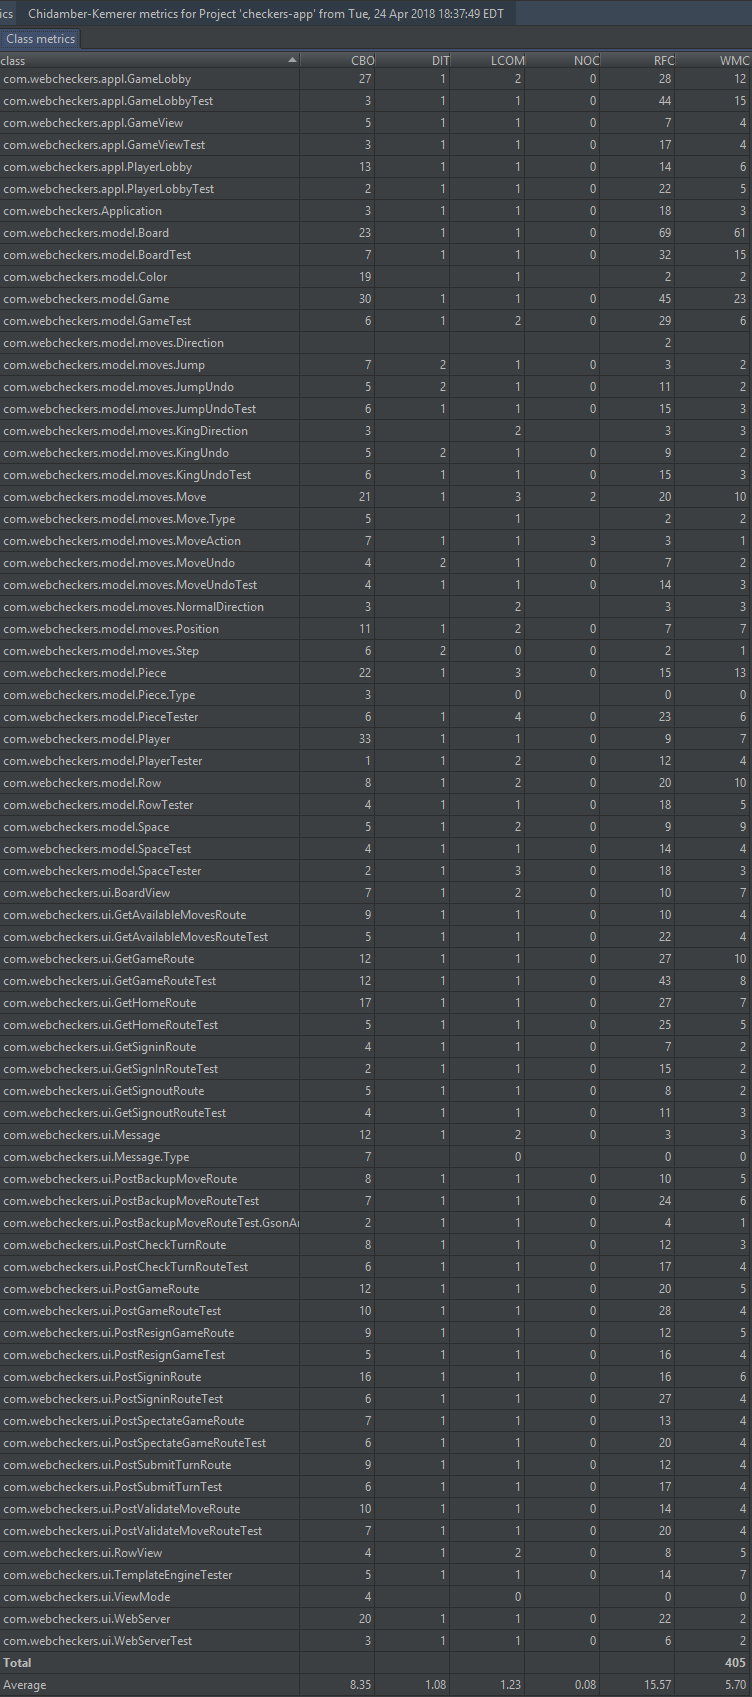 ics Chidamber-Kemerer metrics for Project 'checkers-app' from Tue, 24 Apr 2018 18:37:49 EDT
Class metrics
class CBO DIT LCOM NOC RFC WMC
com.webcheckers.appl.GameLobby 27 1 2 0 28 12
com.webcheckers.appl.GameLobbyTest 3 1 1 0 44 15
com.webcheckers.appl.GameView 5 1 1 0 7 4
com.webcheckers.appl.GameViewTest 3 1 1 0 17 4
com.webcheckers.appl.PlayerLobby 13 1 1 0 14 6
com.webcheckers.appl.PlayerLobbyTest 2 1 1 0 22 5
com.webcheckers.Application 3 1 1 0 18 3
com.webcheckers.model.Board 23 1 1 0 69 61
com.webcheckers.model.BoardTest 7 1 1 0 32 15
com.webcheckers.model.Color 19 1 2 2
com.webcheckers.model.Game 30 1 1 0 45 23
com.webcheckers.model.GameTest 6 1 2 0 29 6
com.webcheckers.model.moves.Direction 2
com.webcheckers.model.moves.Jump 7 2 1 0 3 2
com.webcheckers.model.moves.JumpUndo 5 2 1 0 11 2
com.webcheckers.model.moves.JumpUndoTest 6 1 1 0 15 3
com.webcheckers.model.moves.KingDirection 3 2 3 3
com.webcheckers.model.moves.KingUndo 5 2 1 0 9 2
com.webcheckers.model.moves.KingUndoTest 6 1 1 0 15 3
com.webcheckers.model.moves.Move 21 1 3 2 20 10
com.webcheckers.model.moves.Move.Type 5 1 2 2
com.webcheckers.model.moves.MoveAction 7 1 1 3 3 1
com.webcheckers.model.moves.MoveUndo 4 2 1 0 7 2
com.webcheckers.model.moves.MoveUndoTest 4 1 1 0 14 3
com.webcheckers.model.moves.NormalDirection 3 2 3 3
com.webcheckers.model.moves.Position 11 1 2 0 7 7
com.webcheckers.model.moves.Step 6 2 0 0 2 1
com.webcheckers.model.Piece 22 1 3 0 15 13
com.webcheckers.model.Piece.Type 3 0 0 0
com.webcheckers.model.PieceTester 6 1 4 0 23 6
com.webcheckers.model.Player 33 1 1 0 9 7
com.webcheckers.model.PlayerTester 1 1 2 0 12 4
com.webcheckers.model.Row 8 1 2 0 20 10
com.webcheckers.model.RowTester 4 1 1 0 18 5
com.webcheckers.model.Space 5 1 2 0 9 9
com.webcheckers.model.SpaceTest 4 1 1 0 14 4
com.webcheckers.model.SpaceTester 2 1 3 0 18 3
com.webcheckers.ui.BoardView 7 1 2 0 10 7
com.webcheckers.ui.GetAvailableMovesRoute 9 1 1 0 10 4
com.webcheckers.ui.GetAvailableMovesRouteTest 5 1 1 0 22 4
com.webcheckers.ui.GetGameRoute 12 1 1 0 27 10
com.webcheckers.ui.GetGameRouteTest 12 1 1 0 43 8
com.webcheckers.ui.GetHomeRoute 17 1 1 0 27 7
com.webcheckers.ui.GetHomeRouteTest 5 1 1 0 25 5
com.webcheckers.ui.GetSigninRoute 4 1 1 0 7 2
com.webcheckers.ui.GetSignInRouteTest 2 1 1 0 15 2
com.webcheckers.ui.GetSignoutRoute 5 1 1 0 8 2
com.webcheckers.ui.GetSignoutRouteTest 4 1 1 0 11 3
com.webcheckers.ui.Message 12 1 2 0 3 3
com.webcheckers.ui.Message.Type 7 0 0 0
com.webcheckers.ui.PostBackupMoveRoute 8 1 1 0 10 5
com.webcheckers.ui.PostBackupMoveRouteTest 7 1 1 0 24 6
com.webcheckers.ui.PostBackupMoveRouteTest.GsonAn 2 1 1 0 4 1
com.webcheckers.ui.PostCheckTurnRoute 8 1 1 0 12 3
com.webcheckers.ui.PostCheckTurnRouteTest 6 1 1 0 17 4
com.webcheckers.ui.PostGameRoute 12 1 1 0 20 5
com.webcheckers.ui.PostGameRouteTest 10 1 1 0 28 4
com.webcheckers.ui.PostResignGameRoute 9 1 1 0 12 5
com.webcheckers.ui.PostResignGameTest 5 1 1 0 16 4
com.webcheckers.ui.PostSigninRoute 16 1 1 0 16 6
com.webcheckers.ui.PostSigninRouteTest 6 1 1 0 27 4
com.webcheckers.ui.PostSpectateGameRoute 7 1 1 0 13 4
com.webcheckers.ui.PostSpectateGameRouteTest 6 1 1 0 20 4
com.webcheckers.ui.PostSubmitTurnRoute 9 1 1 0 12 4
com.webcheckers.ui.PostSubmitTurnTest 6 1 1 0 17 4
com.webcheckers.ui.PostValidateMoveRoute 10 1 1 0 14 4
com.webcheckers.ui.PostValidateMoveRouteTest 7 1 1 0 20 4
com.webcheckers.ui.RowView 4 1 2 0 8 5
com.webcheckers.ui.TemplateEngineTester 5 1 1 0 14 7
com.webcheckers.ui.ViewMode 4 0 0 0
com.webcheckers.ui.WebServer 20 1 1 0 22 2
com.webcheckers.ui.WebServerTest 3 1 1 0 6 2
Total 405
Average 8.35 1.08 1.23 0.08 15.57 5.70